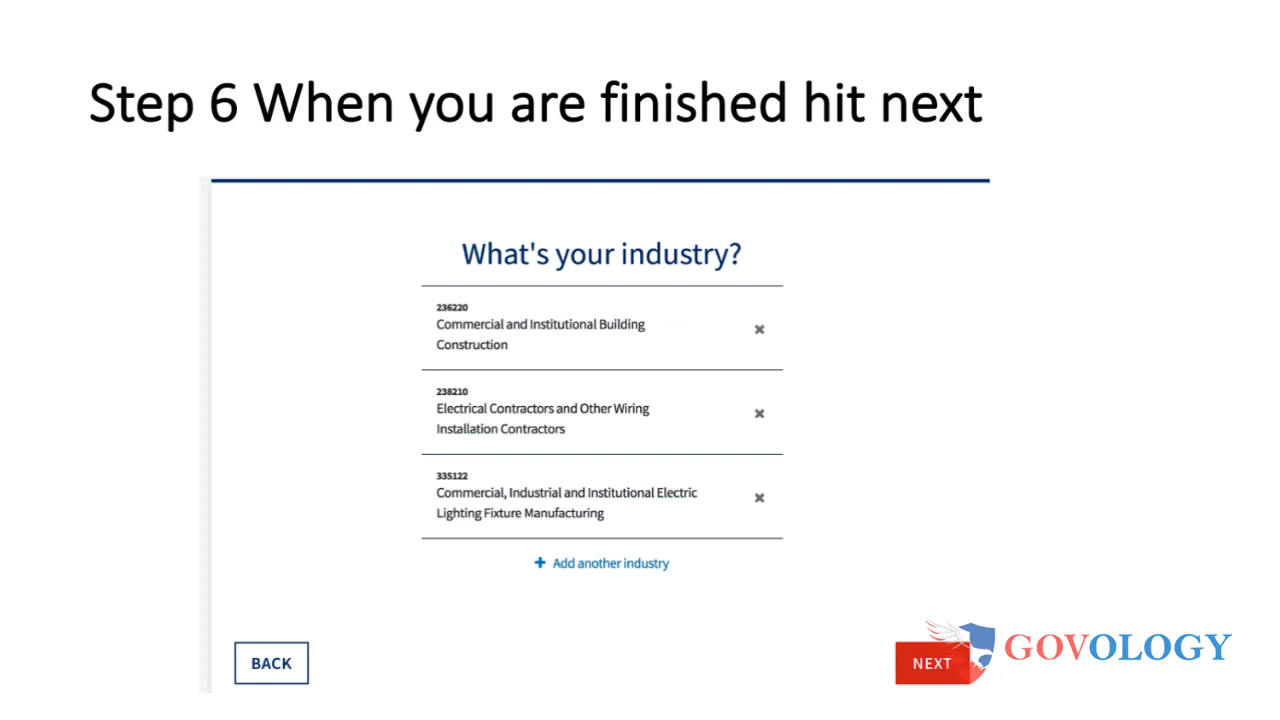 Step 6 When you are finished hit next
What's your industry?
236220
Commercial and Institutional Building
Construction
238210
Electrical Contractors and Other Wiring
Installation Contractors
335122
Commercial, Industrial and Institutional Electric
Lighting Fixture Manufacturing
Add another industry
BACK
NEXT
GOVOLOGY